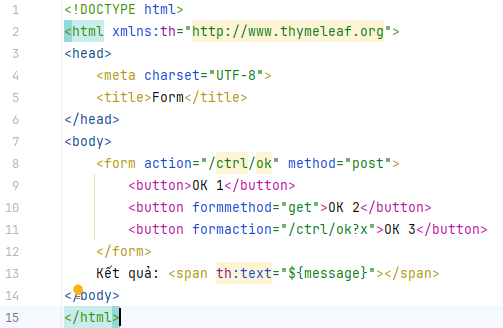 1 <!DOCTYPE html>
2 <html xmlns:th="http://www.thymeleaf.org">
3 <head>
4     <meta charset="UTF-8">
5     <title>Form</title>
6 </head>
7 <body>
8     <form action="/ctrl/ok" method="post">
9         <button>OK 1</button>
10         <button formmethod="get">OK 2</button>
11         <button formaction="/ctrl/ok?x">OK 3</button>
12     </form>
13     Kết quả: <span th:text="${message}"></span>
14 </body>
15 </html>